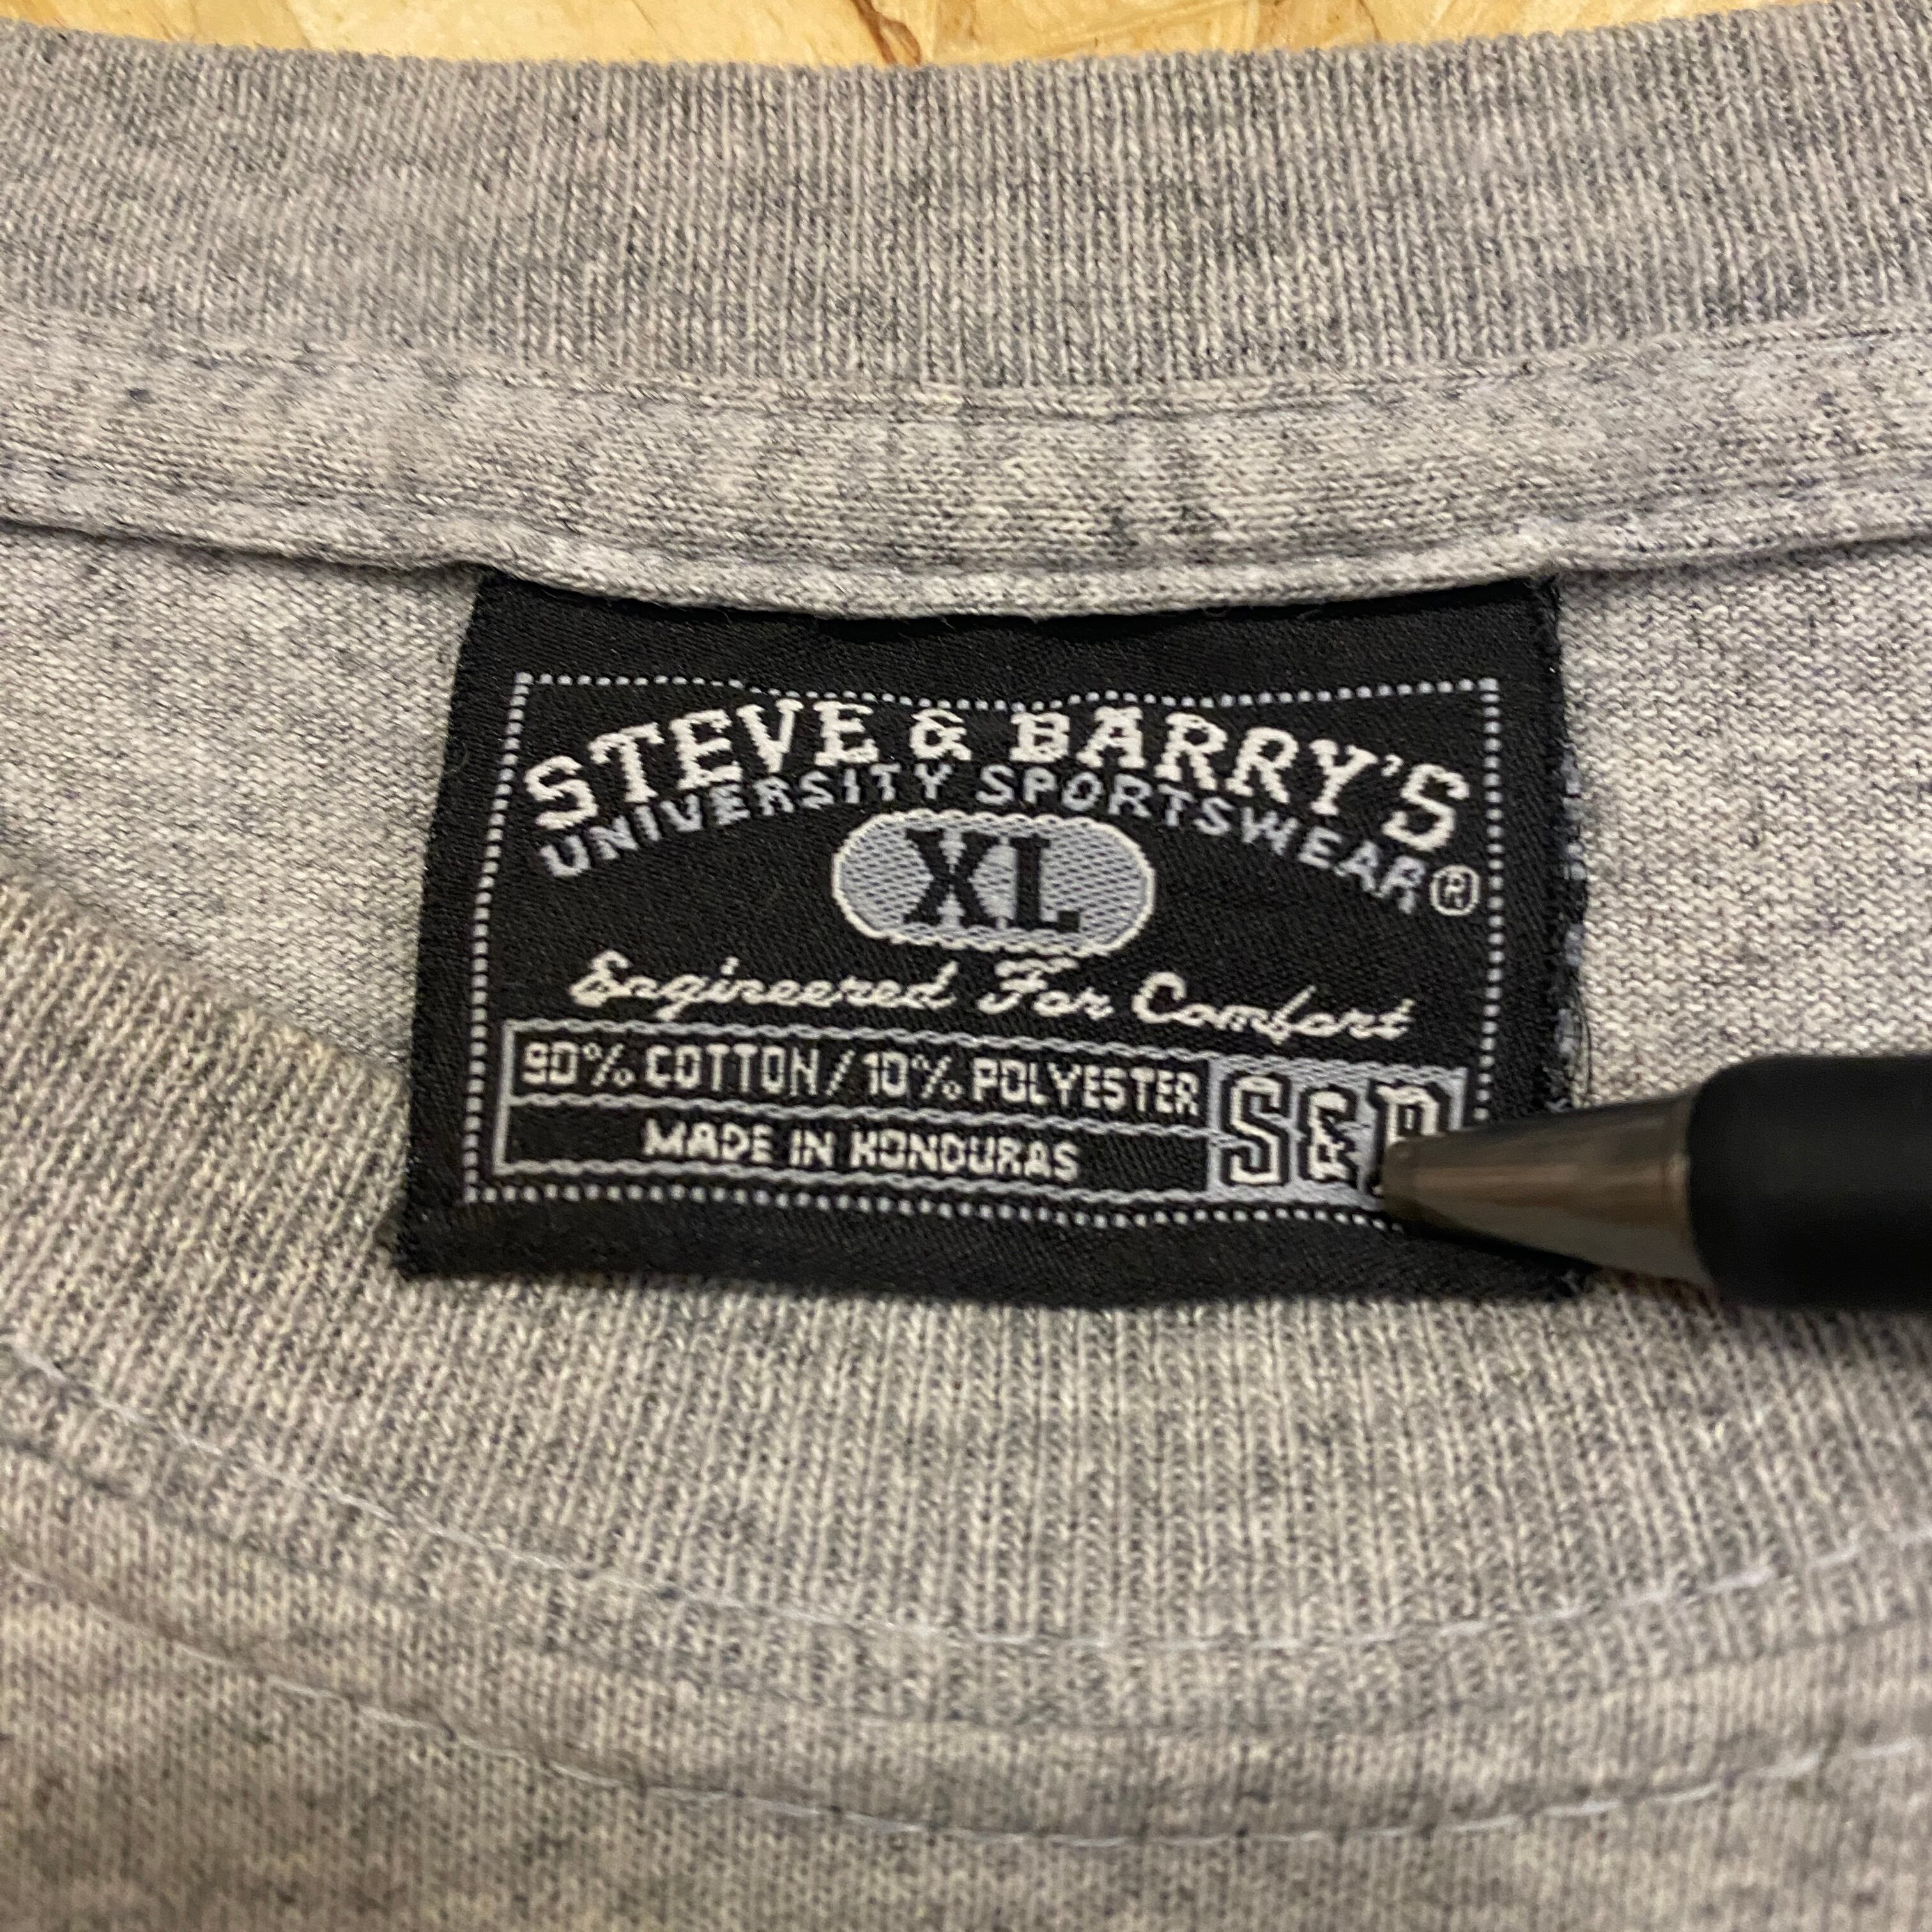 STEVE & BARRY'S
UNIVERSITY SPORTSWEAR®
XL
Engineered For Comfort
90% COTTON / 10% POLYESTER
MADE IN HONDURAS
S&B